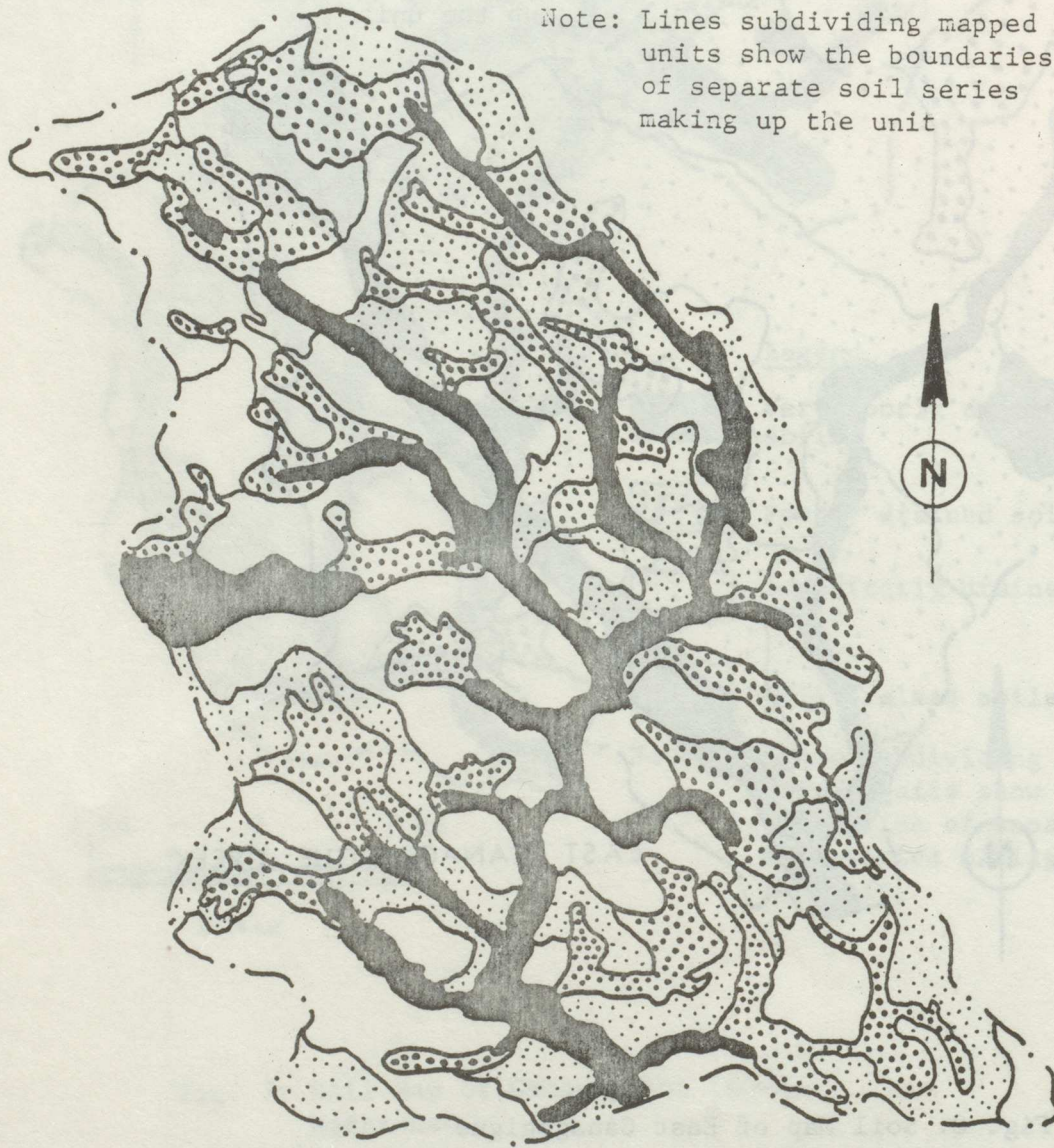 Note: Lines subdividing mapped
units show the boundaries
of separate soil series
making up the unit
N